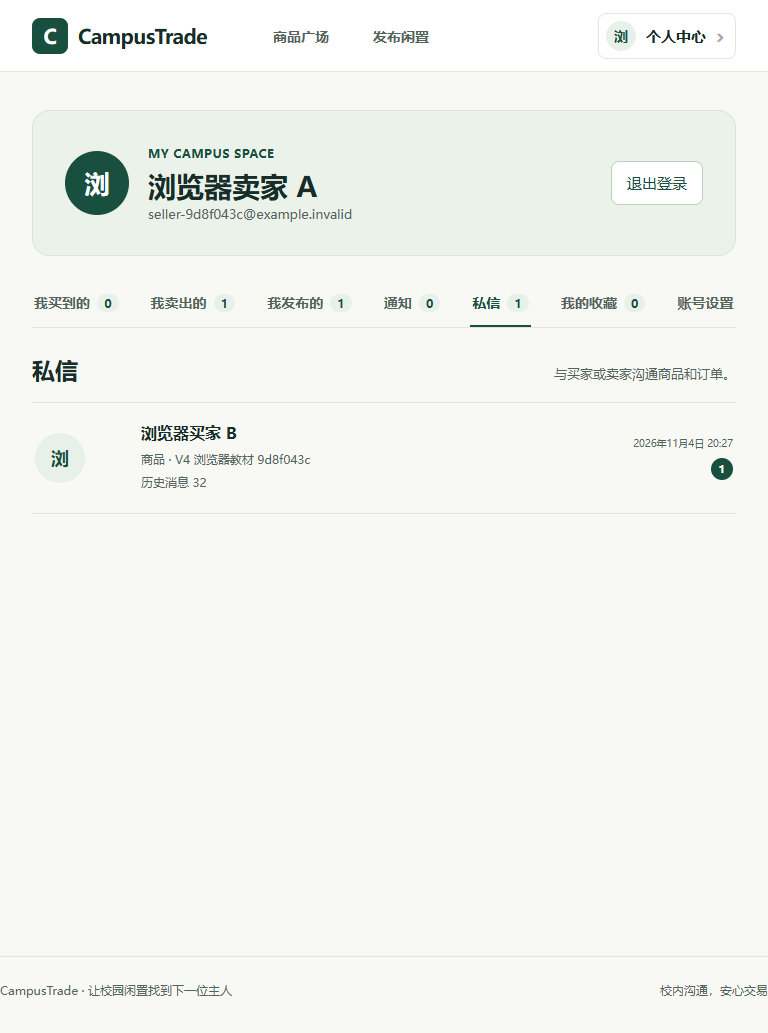 C CampusTrade 商品广场 发布闲置 浏 个人中心 ›
浏
MY CAMPUS SPACE
浏览器卖家 A
seller-9d8f043c@example.invalid
退出登录
我买到的 0 我卖出的 1 我发布的 1 通知 0 私信 1 我的收藏 0 账号设置
私信 与买家或卖家沟通商品和订单。
浏
浏览器买家 B
商品 · V4 浏览器教材 9d8f043c
历史消息 32
2026年11月4日 20:27
1
CampusTrade · 让校园闲置找到下一位主人 校内沟通，安心交易